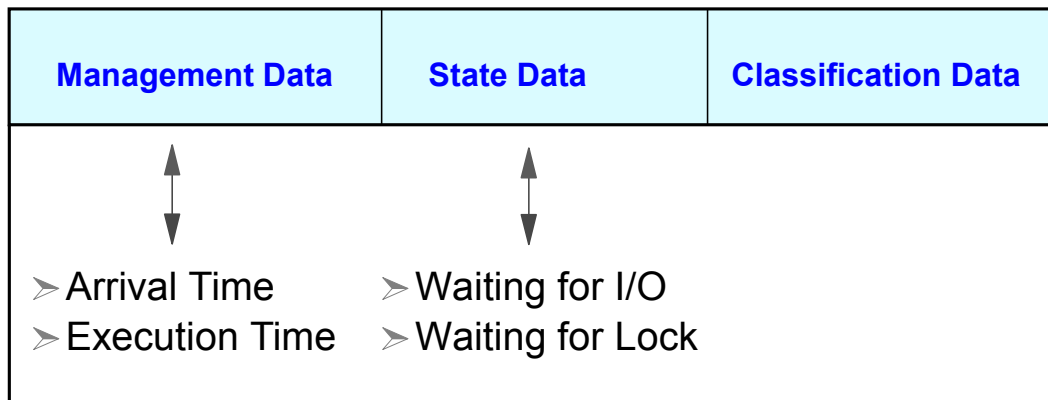 Management Data State Data Classification Data
➢ Arrival Time ➢ Waiting for I/O
➢ Execution Time ➢ Waiting for Lock